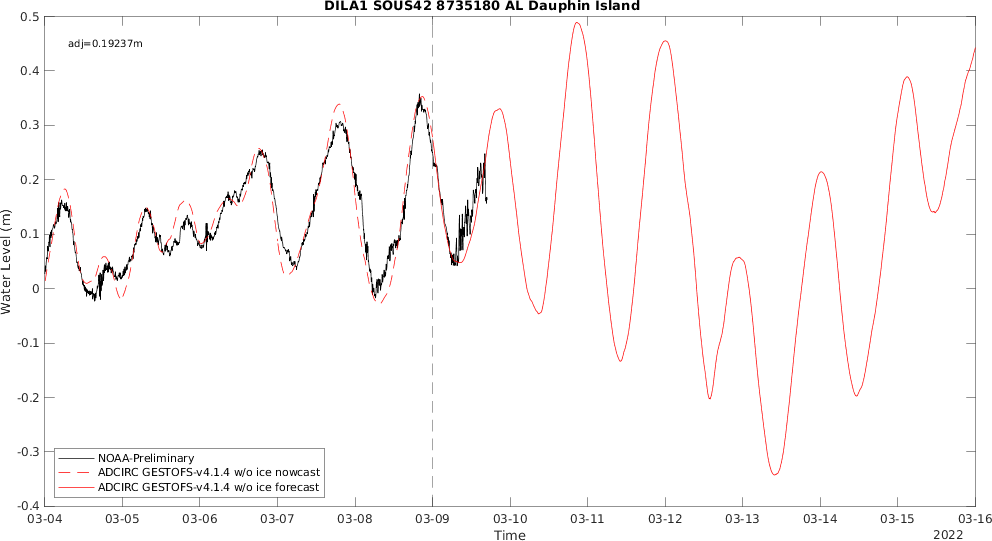 DILA1 SOUS42 8735180 AL Dauphin Island
adj=0.19237m
0.5
0.4
0.3
0.2
0.1
0
-0.1
-0.2
-0.3
-0.4
Water Level (m)
NOAA-Preliminary
ADCIRC GESTOFS-v4.1.4 w/o ice nowcast
ADCIRC GESTOFS-v4.1.4 w/o ice forecast
03-04 03-05 03-06 03-07 03-08 03-09 03-10 03-11 03-12 03-13 03-14 03-15 03-16
Time
2022